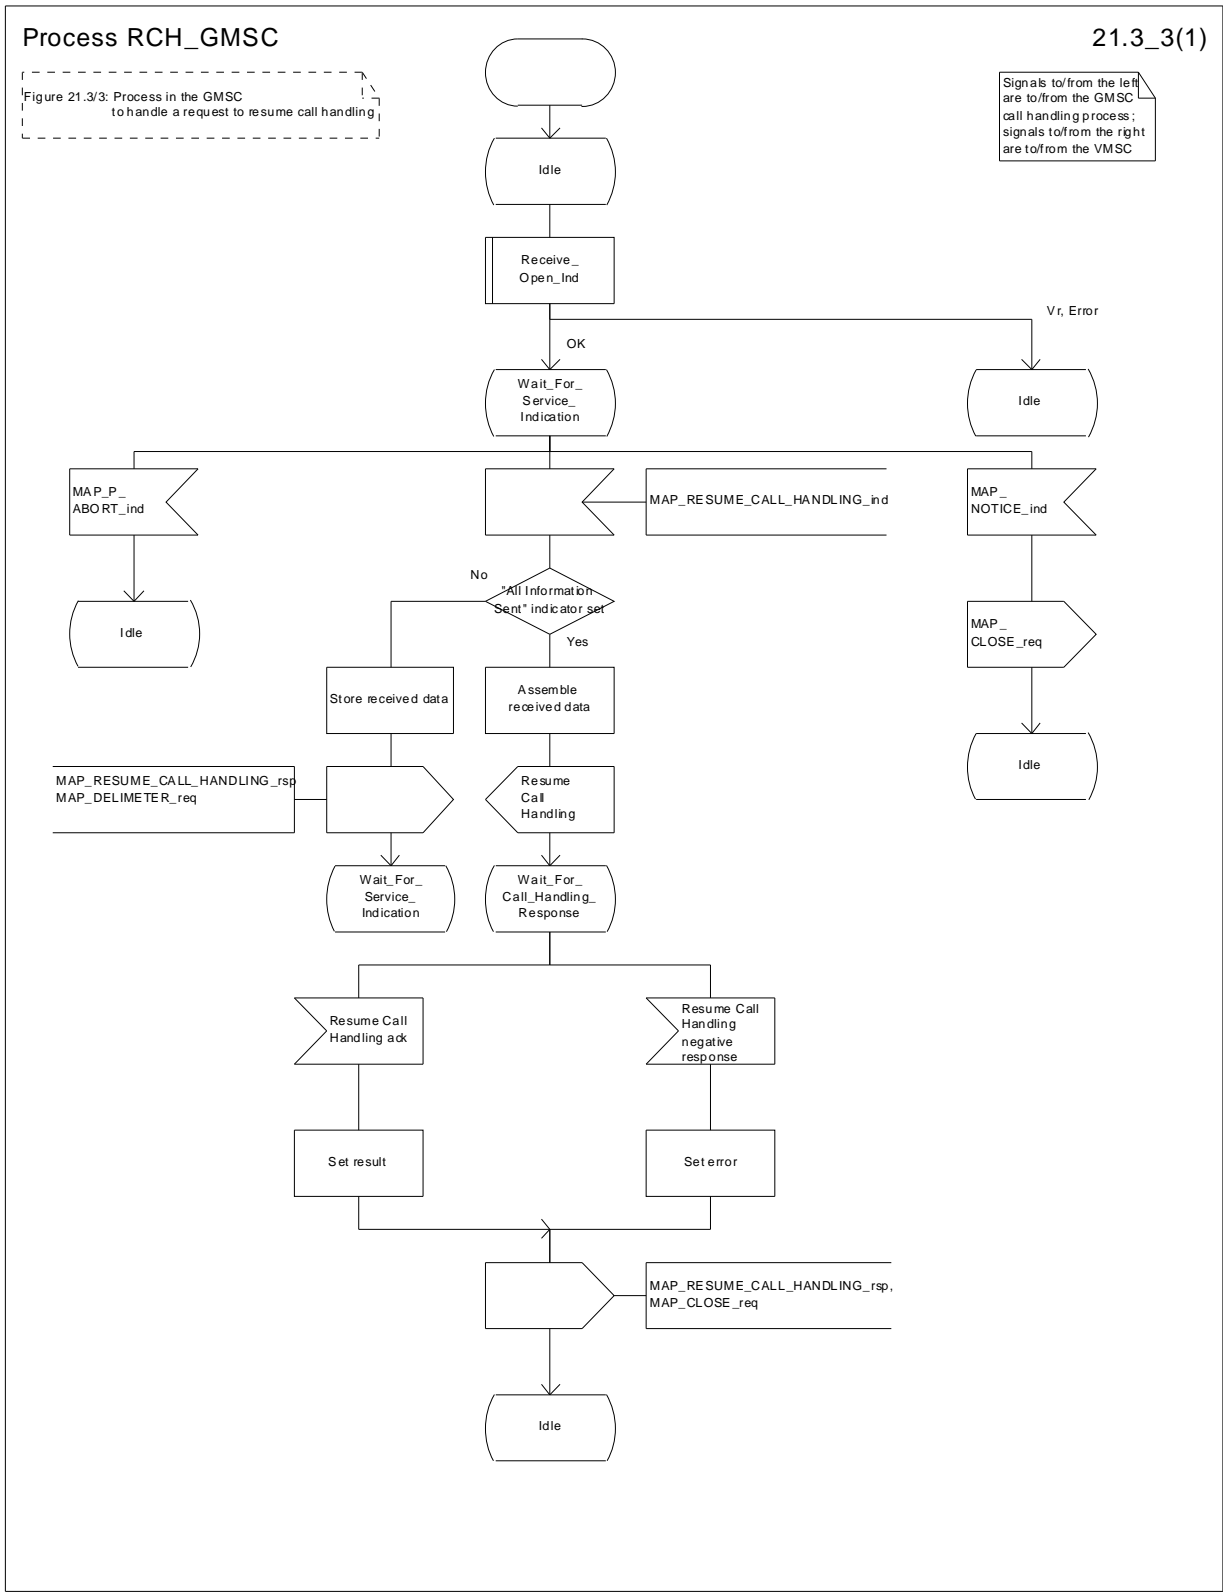 Process RCH_GMSC
21.3_3(1)
Figure 21.3/3: Process in the GMSC
to handle a request to resume call handling
Signals to/from the left
are to/from the GMSC
call handling process;
signals to/from the right
are to/from the VMSC
Idle
Receive_
Open_Ind
Vr, Error
OK
Wait_For_
Service_
Indication
Idle
MAP_P_
ABORT_ind
MAP_RESUME_CALL_HANDLING_ind
MAP_
NOTICE_ind
No
"All Information
Sent" indicator set
Yes
Idle
MAP_
CLOSE_req
Store received data
Assemble
received data
Idle
MAP_RESUME_CALL_HANDLING_rsp
MAP_DELIMETER_req
Resume
Call
Handling
Wait_For_
Service_
Indication
Wait_For_
Call_Handling_
Response
Resume Call
Handling ack
Resume Call
Handling
negative
response
Set result
Set error
MAP_RESUME_CALL_HANDLING_rsp,
MAP_CLOSE_req
Idle